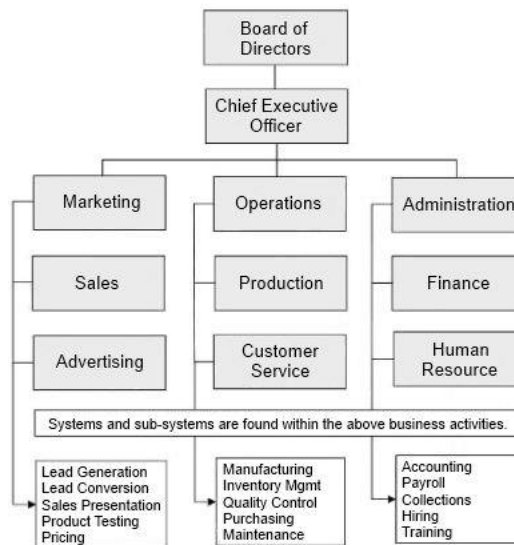 Board of
Directors
Chief Executive
Officer
Marketing
Operations
Administration
Sales
Production
Finance
Advertising
Customer
Service
Human
Resource
Systems and sub-systems are found within the above business activities.
Lead Generation
Lead Conversion
Sales Presentation
Product Testing
Pricing
Manufacturing
Inventory Mgmt
Quality Control
Purchasing
Maintenance
Accounting
Payroll
Collections
Hiring
Training